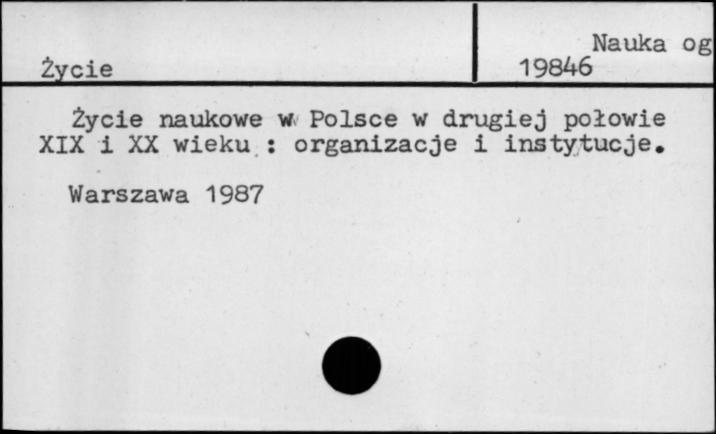 Nauka og
Życie
19846
Życie naukowe w Polsce w drugiej połowie
XIX i XX wieku : organizacje i instytucje.
Warszawa 1987